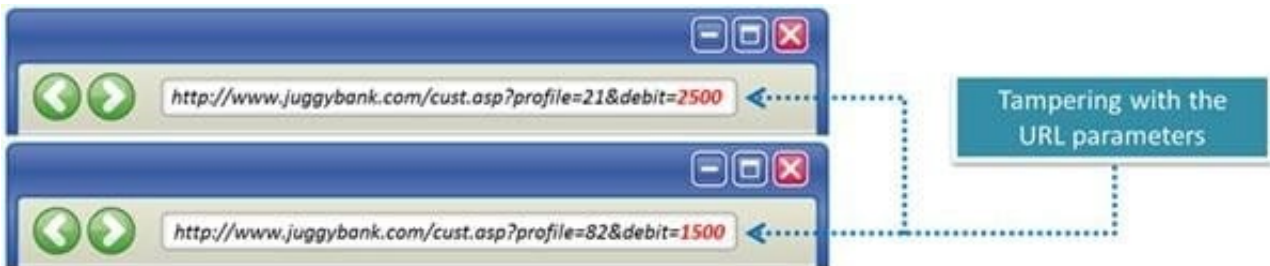 http://www.juggybank.com/cust.asp?profile=21&debit=2500
Tampering with the
URL parameters
http://www.juggybank.com/cust.asp?profile=82&debit=1500